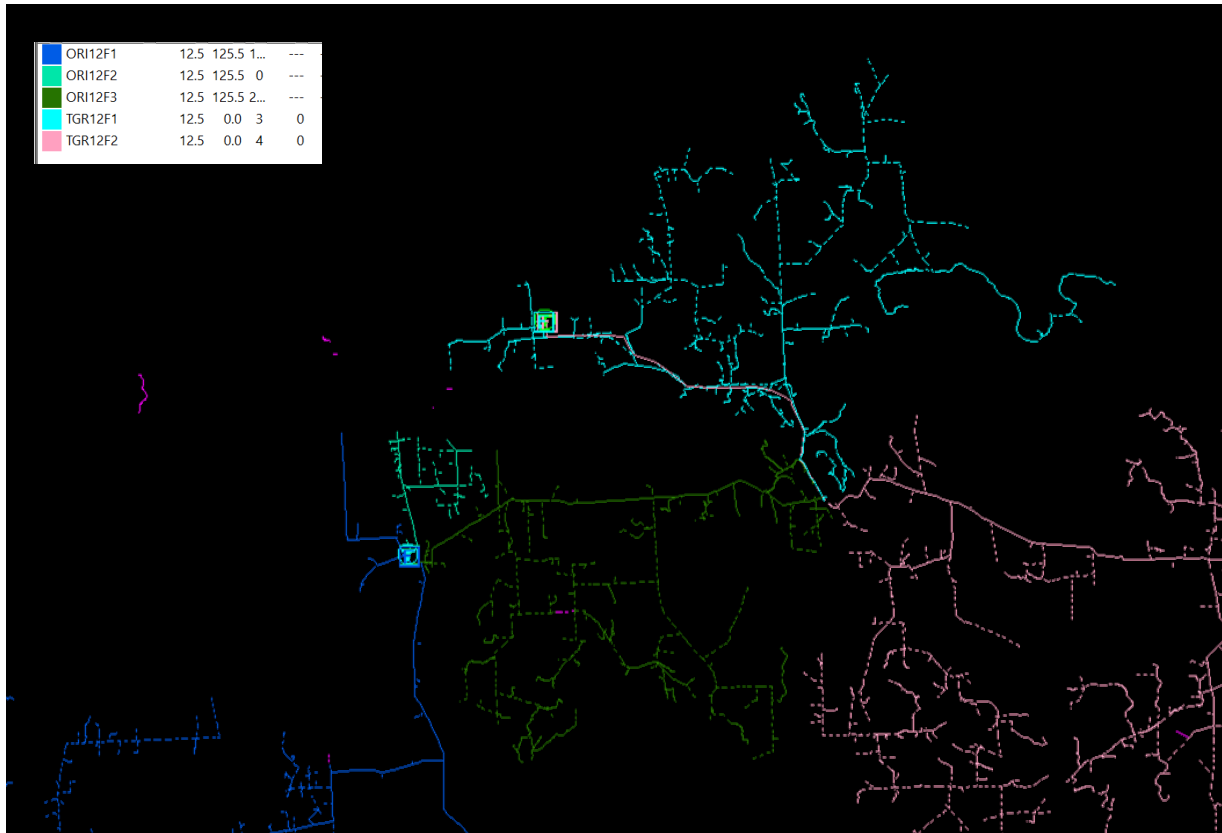 ORI12F1 12.5 125.5 1... ---
ORI12F2 12.5 125.5 0 ---
ORI12F3 12.5 125.5 2... ---
TGR12F1 12.5 0.0 3 0
TGR12F2 12.5 0.0 4 0